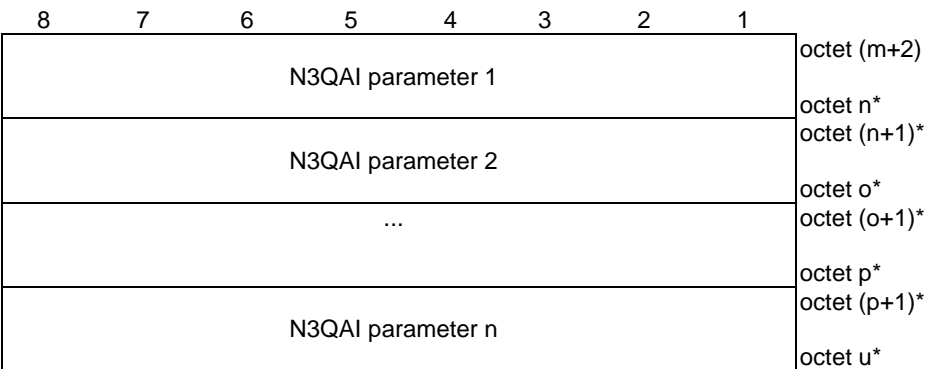 8 7 6 5 4 3 2 1
octet (m+2)
N3QAI parameter 1
octet n*
octet (n+1)*
N3QAI parameter 2
octet o*
... octet (o+1)*
octet p*
octet (p+1)*
N3QAI parameter n
octet u*